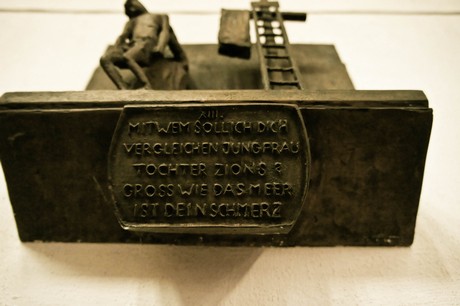 XIII.
MIT WEM SOLL ICH DICH
VERGLEICHEN JUNGFRAU
TOCHTER ZIONS?
GROSS WIE DAS MEER
IST DEIN SCHMERZ